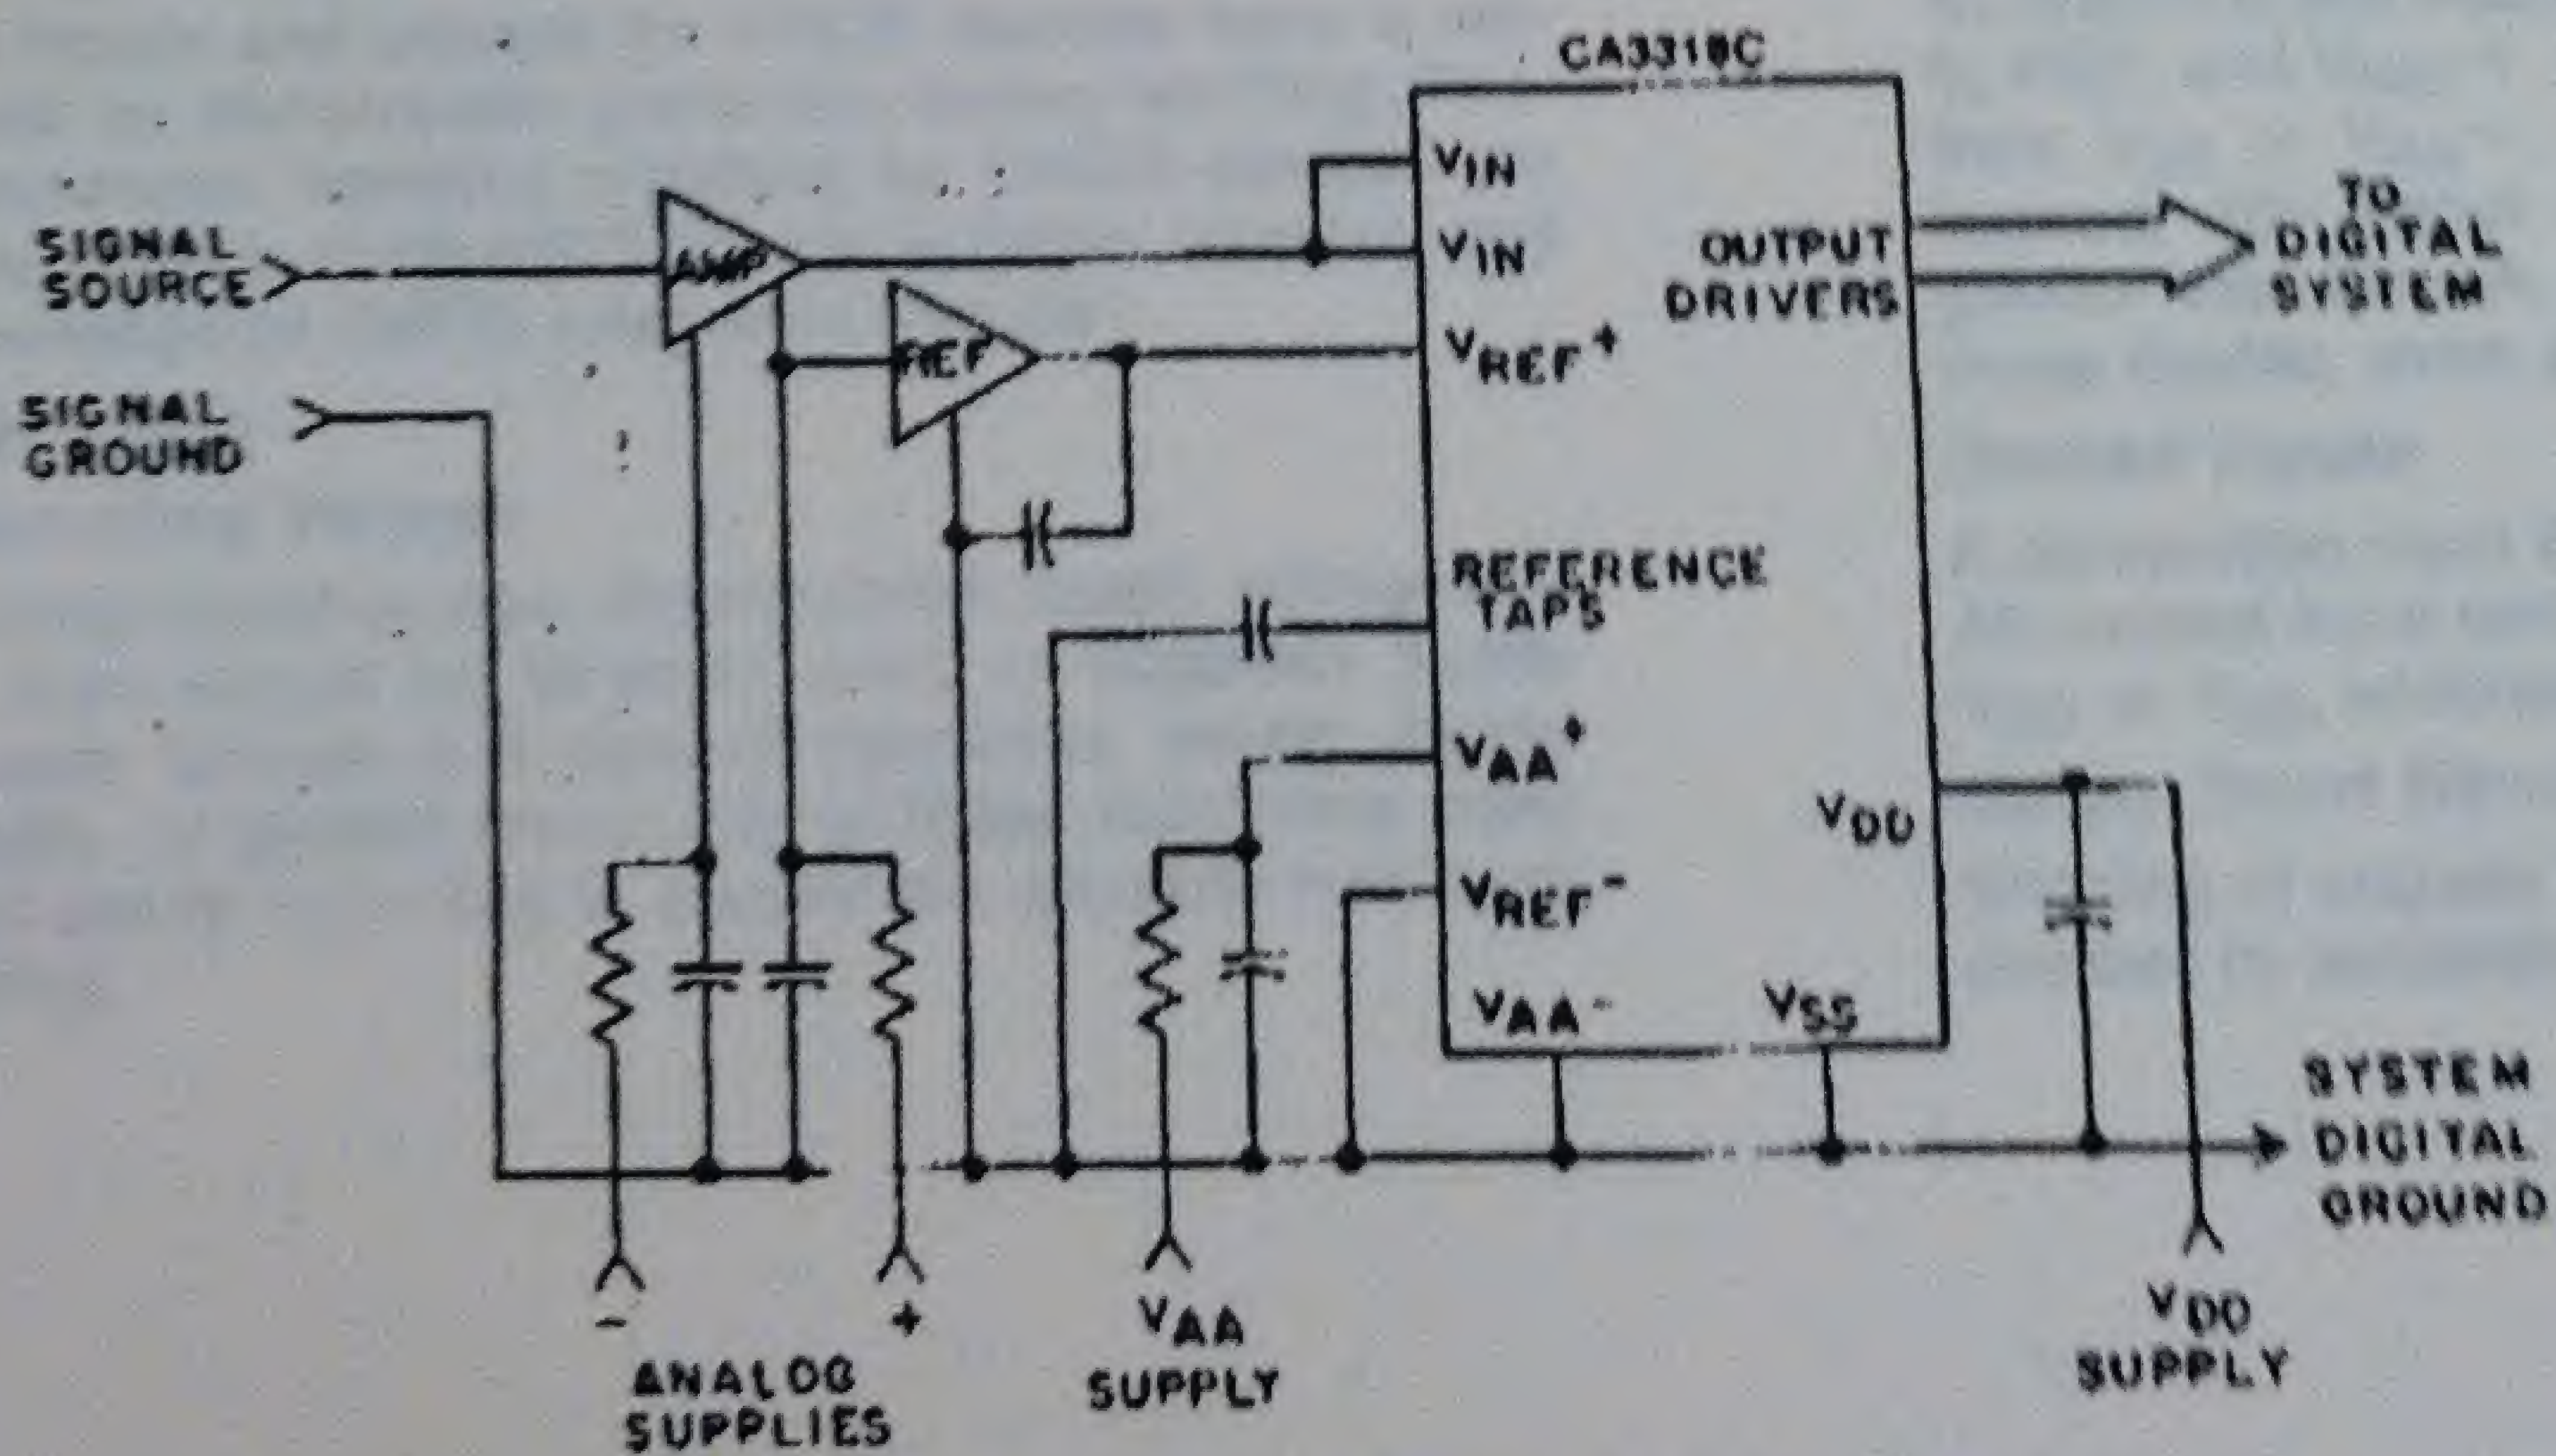 CA3318C
SIGNAL
SOURCE
AMP
VIN
VIN
OUTPUT
DRIVERS
TO
DIGITAL
SYSTEM
REF
VREF+
SIGNAL
GROUND
REFERENCE
TAPS
VAA+
VDD
VREF-
VAA-
VSS
SYSTEM
DIGITAL
GROUND
-
+
ANALOG
SUPPLIES
VAA
SUPPLY
VDD
SUPPLY